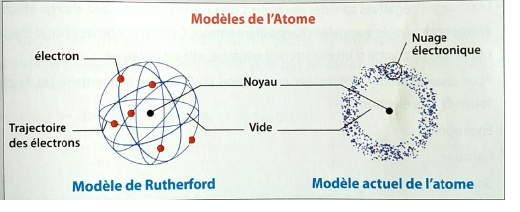 Modèles de l'Atome
Nuage
électronique
électron
Noyau
Trajectoire
des électrons
Vide
Modèle de Rutherford
Modèle actuel de l'atome